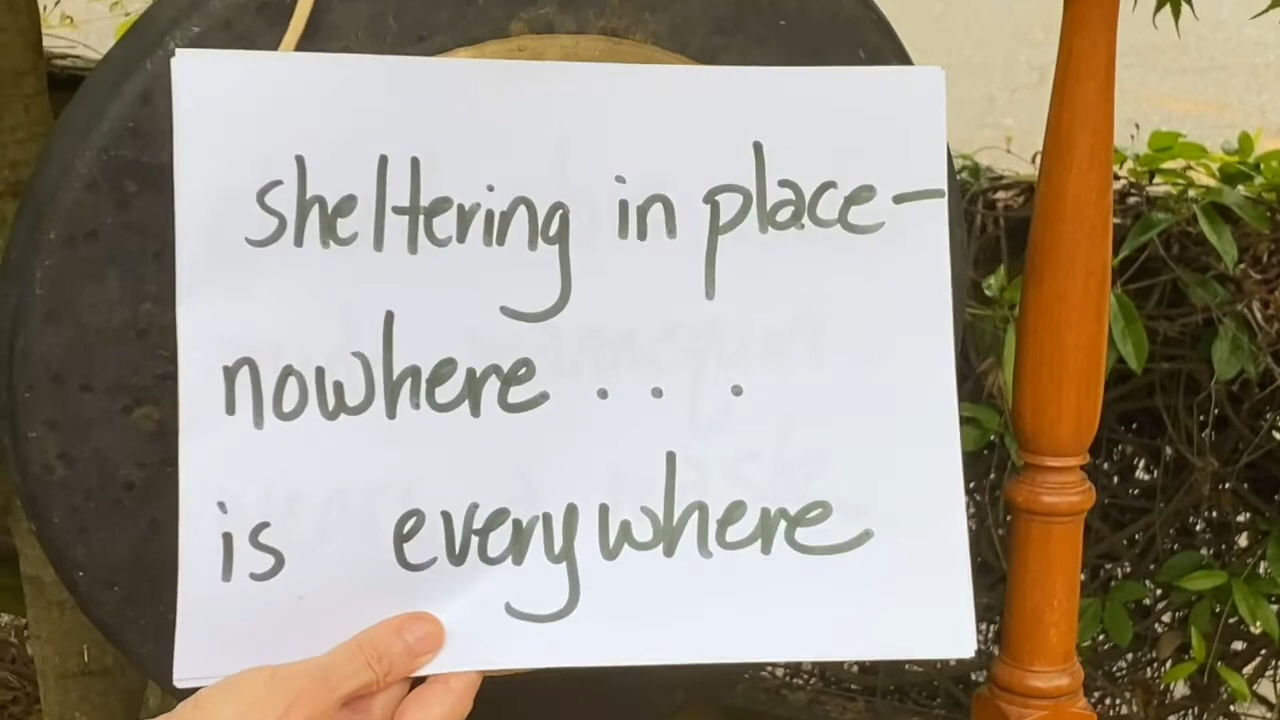 sheltering in place-
nowhere . . .
is everywhere